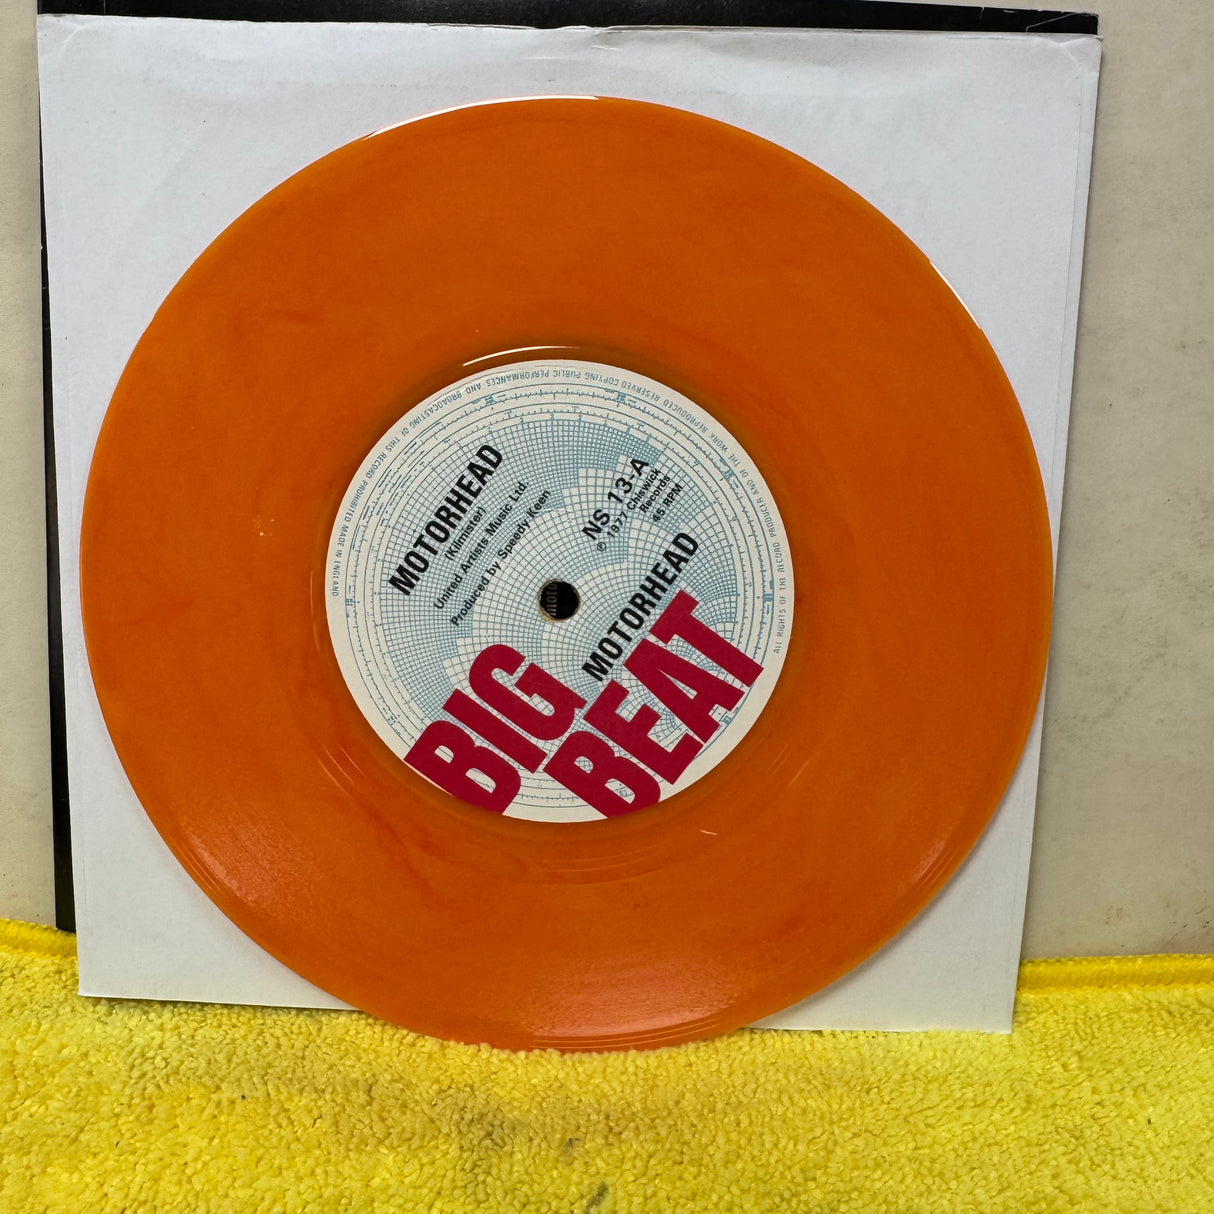 MOTORHEAD
(Kilmister)
United Artists Music Ltd.
Produced by Speedy Keen
NS 13-A
℗ 1977 Chiswick
Records
45 RPM
MOTORHEAD
BIG
BEAT
ALL RIGHTS OF THE RECORD PRODUCER AND OF THE WORK REPRODUCED RESERVED COPYING PUBLIC PERFORMANCES AND BROADCASTING OF THIS RECORD PROHIBITED MADE IN ENGLAND
moto